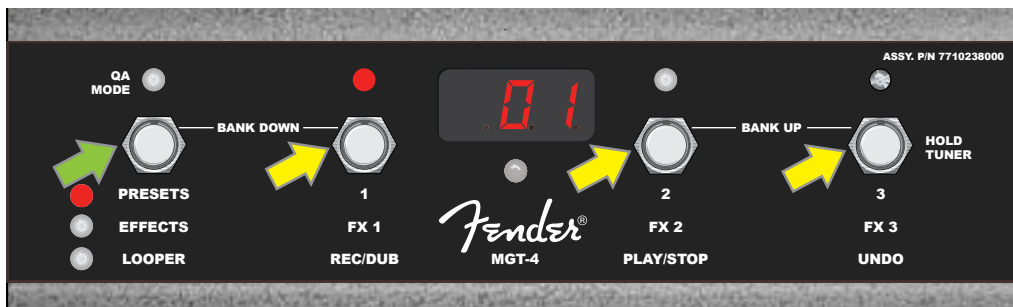 ASSY. P/N 7710238000
QA
MODE
01
BANK DOWN
BANK UP
HOLD
TUNER
PRESETS
1
2
3
EFFECTS
FX 1
Fender®
FX 2
FX 3
LOOPER
REC/DUB
MGT-4
PLAY/STOP
UNDO